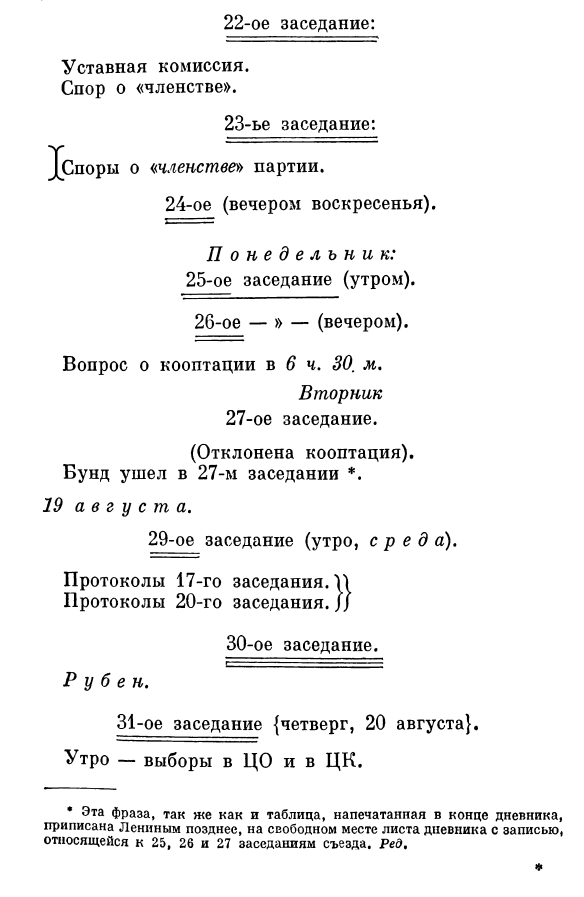 22-ое заседание:
Уставная комиссия.
Спор о «членстве».
23-ье заседание:
Споры о «членстве» партии.
24-ое (вечером воскресенья).
Понедельник:
25-ое заседание (утром).
26-ое — » — (вечером).
Вопрос о кооптации в 6 ч. 30 м.
Вторник
27-ое заседание.
(Отклонена кооптация).
Бунд ушел в 27-м заседании *.
19 августа.
29-ое заседание (утро, среда).
Протоколы 17-го заседания.}}
Протоколы 20-го заседания.}}
30-ое заседание.
Рубен.
31-ое заседание {четверг, 20 августа}.
Утро — выборы в ЦО и в ЦК.
* Эта фраза, так же как и таблица, напечатанная в конце дневника,
приписана Лениным позднее, на свободном месте листа дневника с записью,
относящейся к 25, 26 и 27 заседаниям съезда. Ред.
*